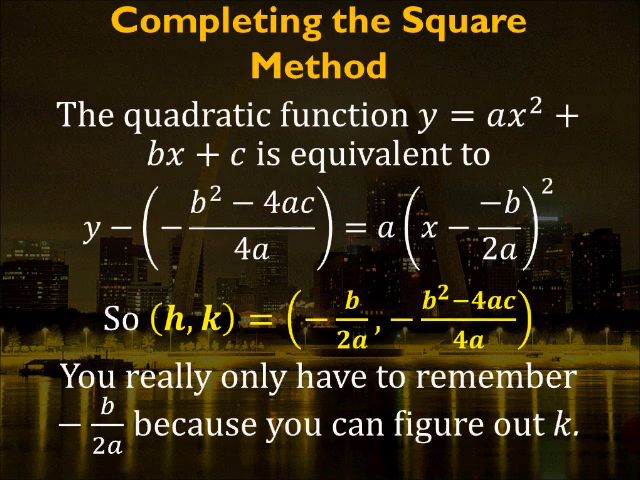 Completing the Square
Method
The quadratic function y = ax² +
bx + c is equivalent to
y − (− (b² − 4ac)/(4a)) = a (x − (−b)/(2a))²
So (h, k) = (− b/(2a), − (b²−4ac)/(4a))
You really only have to remember
− b/(2a) because you can figure out k.